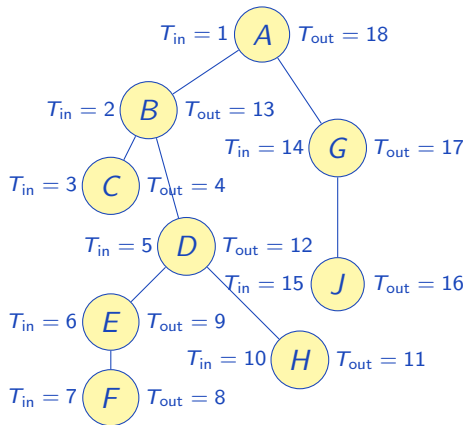 T_in = 1 A T_out = 18
T_in = 2 B T_out = 13
T_in = 14 G T_out = 17
T_in = 3 C T_out = 4
T_in = 5 D T_out = 12
T_in = 15 J T_out = 16
T_in = 6 E T_out = 9
T_in = 10 H T_out = 11
T_in = 7 F T_out = 8